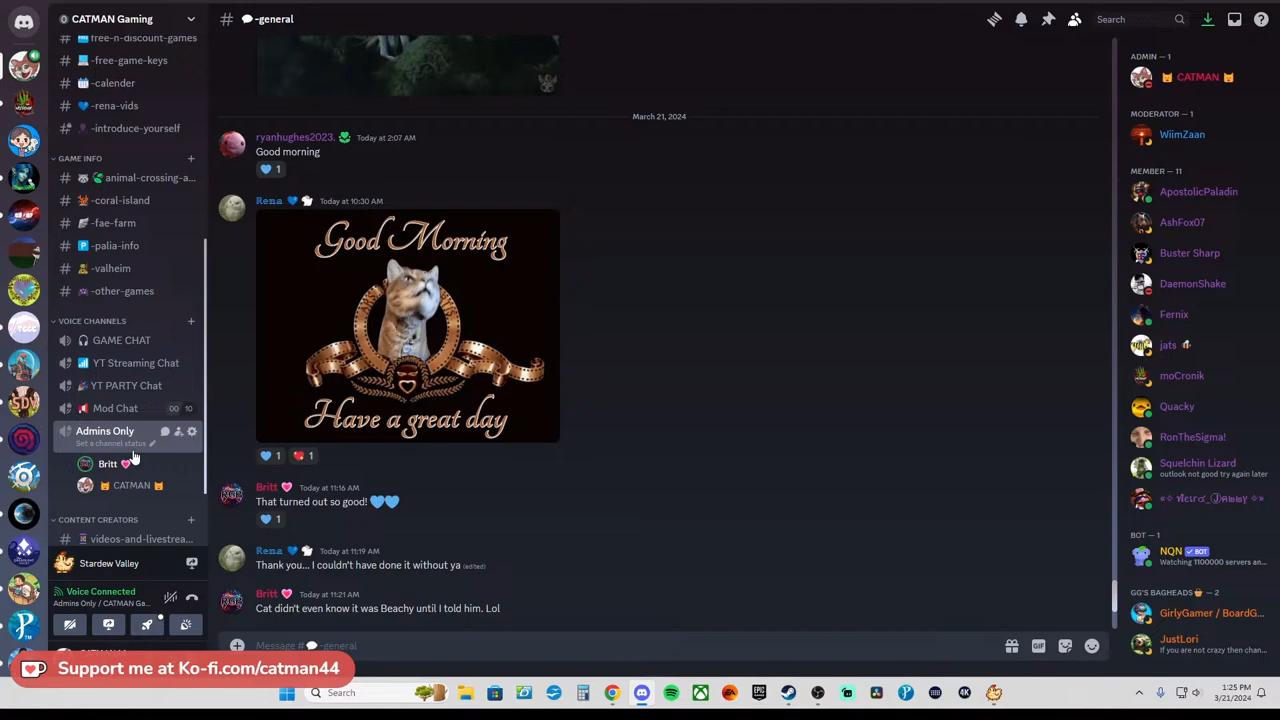 CATMAN Gaming
-general
Search
free-n-discount-games
-free-game-keys
-calender
-rena-vids
-introduce-yourself
GAME INFO
animal-crossing-a...
-coral-island
-fae-farm
-palia-info
-valheim
-other-games
VOICE CHANNELS
GAME CHAT
YT Streaming Chat
YT PARTY Chat
Mod Chat
00 10
Admins Only
Set a channel status
Britt
CATMAN
CONTENT CREATORS
videos-and-livestrea...
Stardew Valley
Voice Connected
Admins Only / CATMAN Ga...
March 21, 2024
ryanhughes2023. Today at 2:07 AM
Good morning
1
Rena Today at 10:30 AM
Good Morning
Have a great day
1 1
Britt Today at 11:16 AM
That turned out so good!
1
Rena Today at 11:19 AM
Thank you... I couldn't have done it without ya (edited)
Britt Today at 11:21 AM
Cat didn't even know it was Beachy until I told him. Lol
Message # -general
ADMIN — 1
CATMAN
MODERATOR — 1
WiimZaan
MEMBER — 11
ApostolicPaladin
AshFox07
Buster Sharp
DaemonShake
Fernix
jats
moCronik
Quacky
RonTheSigma!
Squelchin Lizard
outlook not good try again later
BOT — 1
NQN BOT
Watching 1100000 servers an...
GG'S BAGHEADS — 2
GirlyGamer / BoardG...
JustLori
If you are not crazy then chan...
Support me at Ko-fi.com/catman44
Search
1:25 PM
3/21/2024